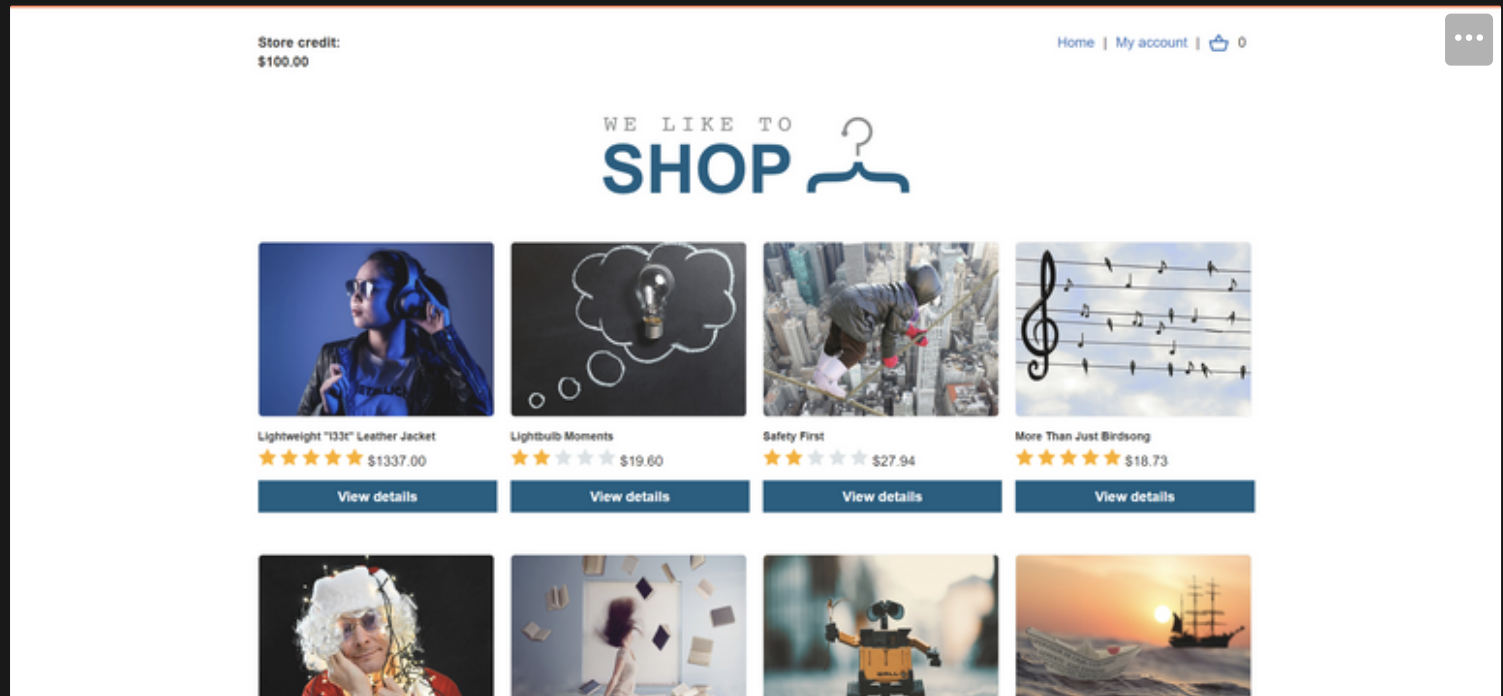 Store credit:
$100.00
Home | My account | 0
WE LIKE TO
SHOP
Lightweight "l33t" Leather Jacket
$1337.00
View details
Lightbulb Moments
$19.60
View details
Safety First
$27.94
View details
More Than Just Birdsong
$18.73
View details